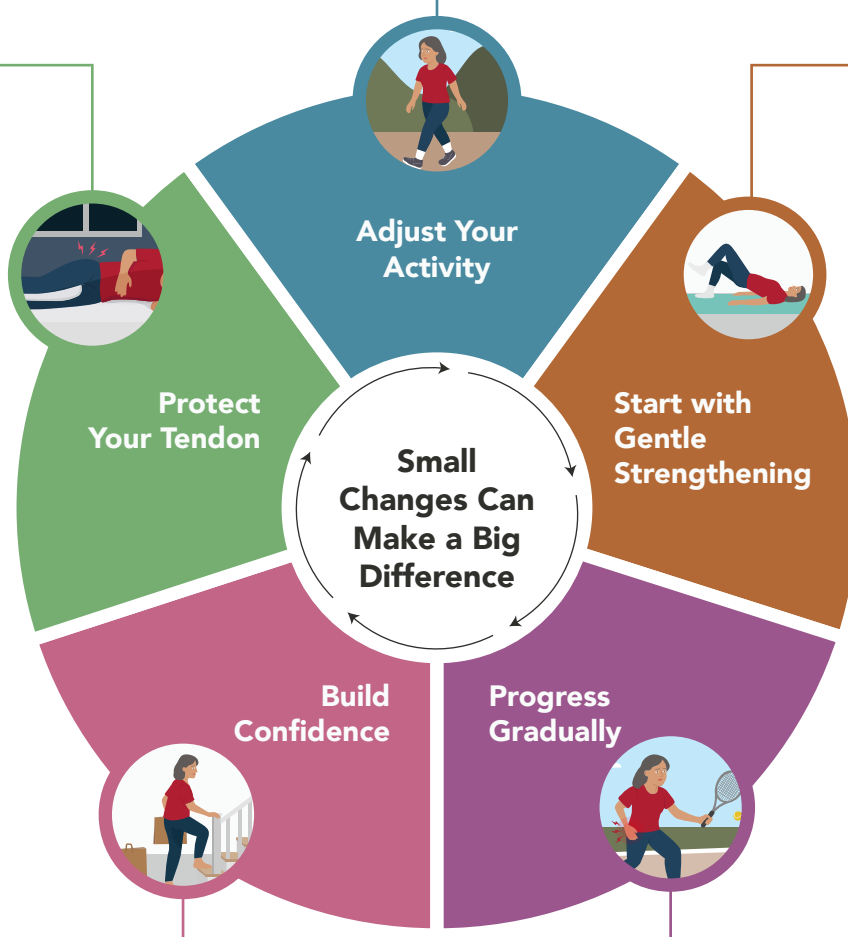 Adjust Your
Activity
Start with
Gentle
Strengthening
Progress
Gradually
Build
Confidence
Protect
Your Tendon
Small
Changes Can
Make a Big
Difference